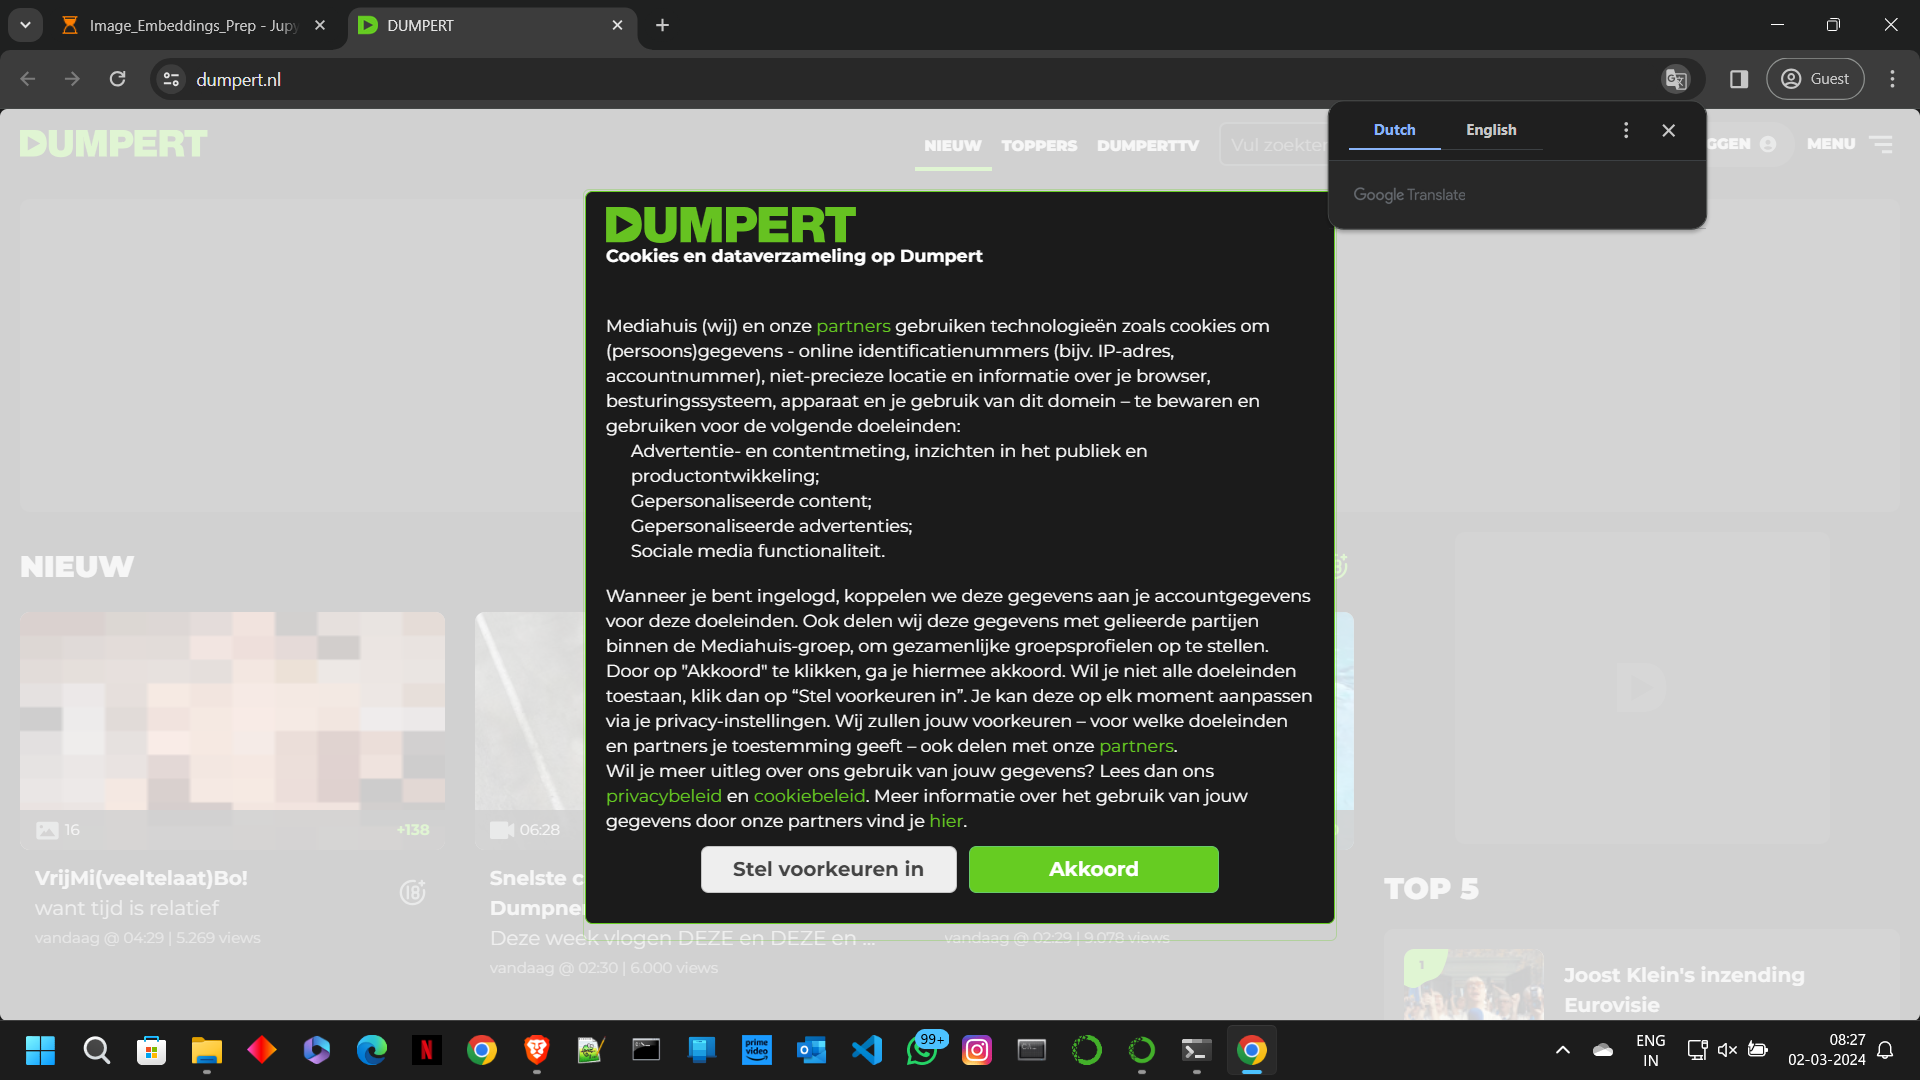 Image_Embeddings_Prep - Jupy
DUMPERT
dumpert.nl
Guest
DUMPERT
NIEUW
TOPPERS
DUMPERTTV
Vul zoekter
GGEN
MENU
Dutch
English
Google Translate
DUMPERT
Cookies en dataverzameling op Dumpert
Mediahuis (wij) en onze partners gebruiken technologieën zoals cookies om
(persoons)gegevens - online identificatienummers (bijv. IP-adres,
accountnummer), niet-precieze locatie en informatie over je browser,
besturingssysteem, apparaat en je gebruik van dit domein – te bewaren en
gebruiken voor de volgende doeleinden:
Advertentie- en contentmeting, inzichten in het publiek en
productontwikkeling;
Gepersonaliseerde content;
Gepersonaliseerde advertenties;
Sociale media functionaliteit.
Wanneer je bent ingelogd, koppelen we deze gegevens aan je accountgegevens
voor deze doeleinden. Ook delen wij deze gegevens met gelieerde partijen
binnen de Mediahuis-groep, om gezamenlijke groepsprofielen op te stellen.
Door op "Akkoord" te klikken, ga je hiermee akkoord. Wil je niet alle doeleinden
toestaan, klik dan op “Stel voorkeuren in”. Je kan deze op elk moment aanpassen
via je privacy-instellingen. Wij zullen jouw voorkeuren – voor welke doeleinden
en partners je toestemming geeft – ook delen met onze partners.
Wil je meer uitleg over ons gebruik van jouw gegevens? Lees dan ons
privacybeleid en cookiebeleid. Meer informatie over het gebruik van jouw
gegevens door onze partners vind je hier.
Stel voorkeuren in
Akkoord
NIEUW
16
+138
VrijMi(veeltelaat)Bo!
want tijd is relatief
vandaag @ 04:29 | 5.269 views
18
06:28
Snelste c
Dumpne
Deze week vlogen DEZE en DEZE en ...
vandaag @ 02:30 | 6.000 views
vandaag @ 02:29 | 9.078 views
TOP 5
1
Joost Klein's inzending
Eurovisie
99+
prime
video
ENG
IN
08:27
02-03-2024